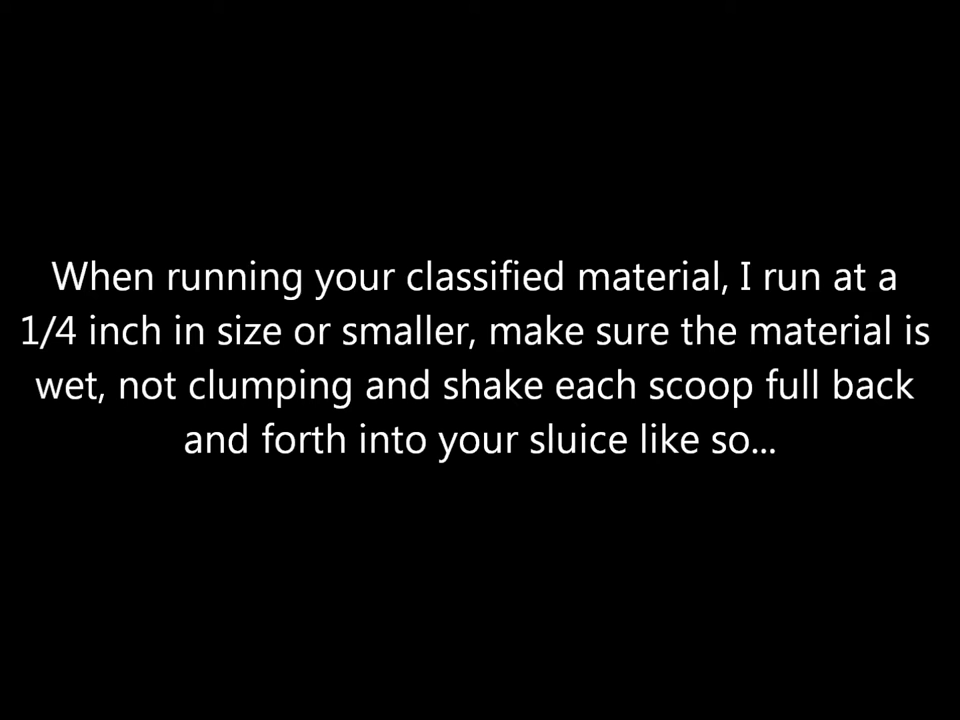 When running your classified material, I run at a
1/4 inch in size or smaller, make sure the material is
wet, not clumping and shake each scoop full back
and forth into your sluice like so...